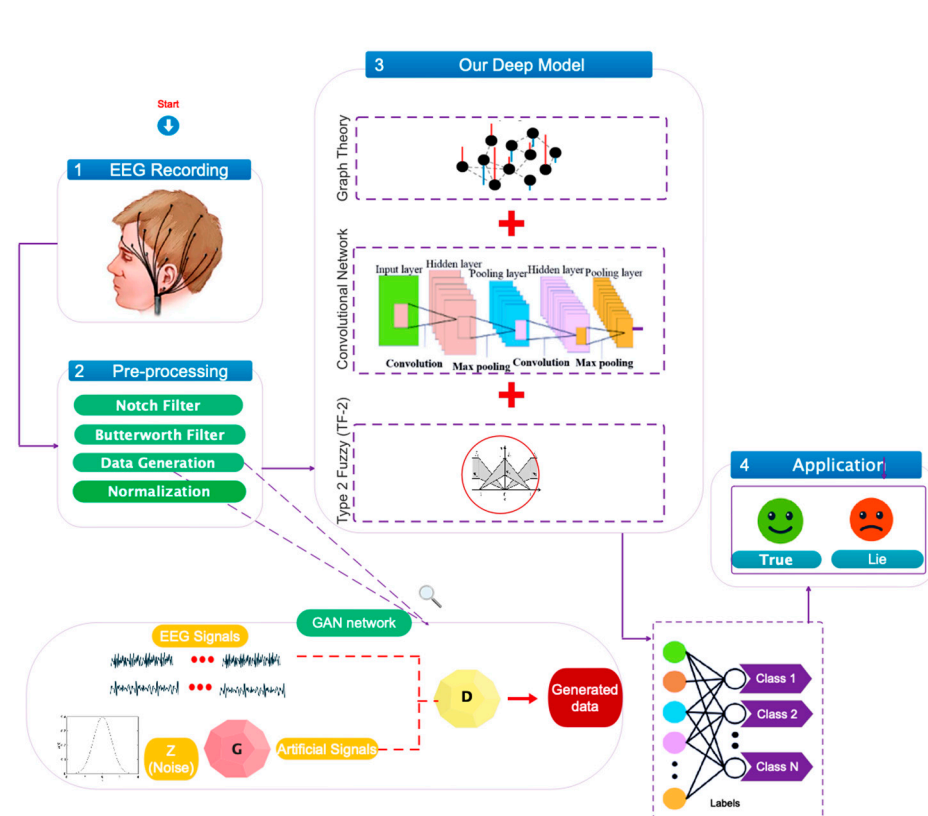 Start
1 EEG Recording
2 Pre-processing
Notch Filter
Butterworth Filter
Data Generation
Normalization
3 Our Deep Model
Graph Theory
Convolutional Network
Input layer
Hidden layer
Pooling layer
Hidden layer
Pooling layer
Convolution
Max pooling
Convolution
Max pooling
Type 2 Fuzzy (TF-2)
4 Application
True
Lie
GAN network
EEG Signals
Z
(Noise)
G
Artificial Signals
D
Generated
data
Class 1
Class 2
Class N
Labels